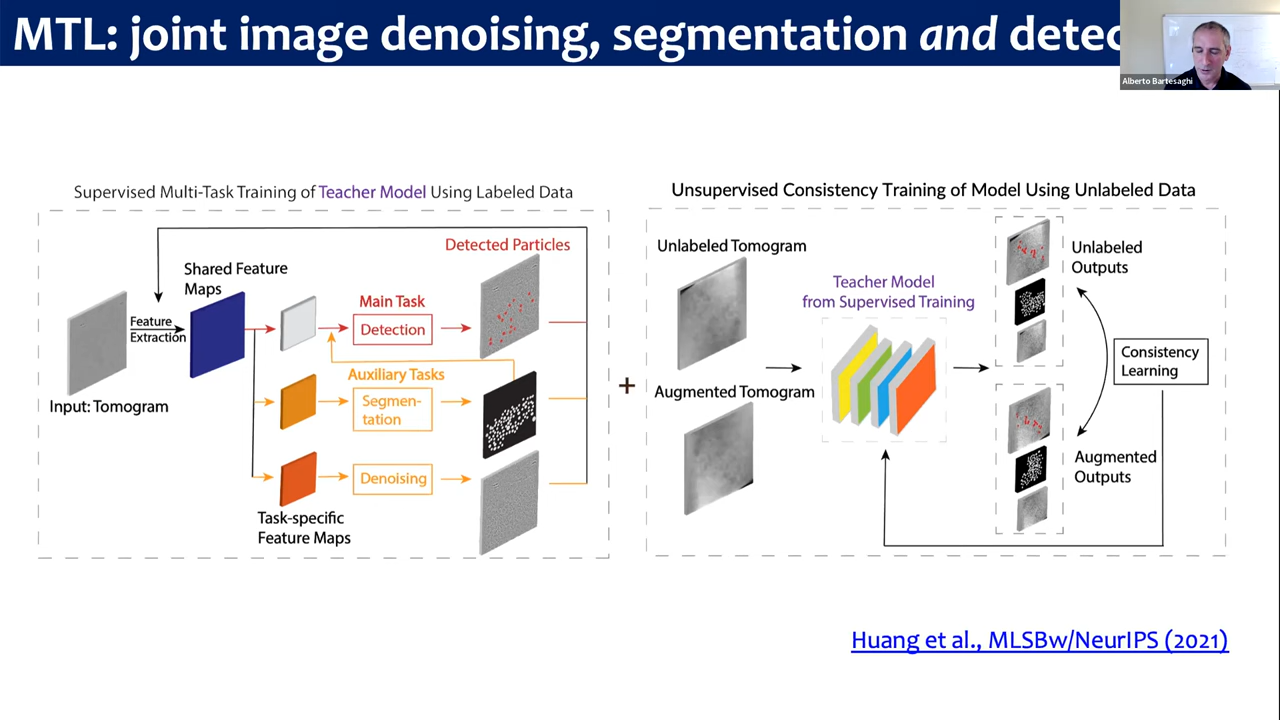 MTL: joint image denoising, segmentation and detec
Alberto Bartesaghi
Supervised Multi-Task Training of Teacher Model Using Labeled Data
Detected Particles
Shared Feature
Maps
Main Task
Feature
Extraction
Detection
Auxiliary Tasks
Input: Tomogram
Segmen-
tation
Denoising
Task-specific
Feature Maps
+
Unsupervised Consistency Training of Model Using Unlabeled Data
Unlabeled Tomogram
Unlabeled
Outputs
Teacher Model
from Supervised Training
Consistency
Learning
Augmented Tomogram
Augmented
Outputs
Huang et al., MLSBw/NeurIPS (2021)